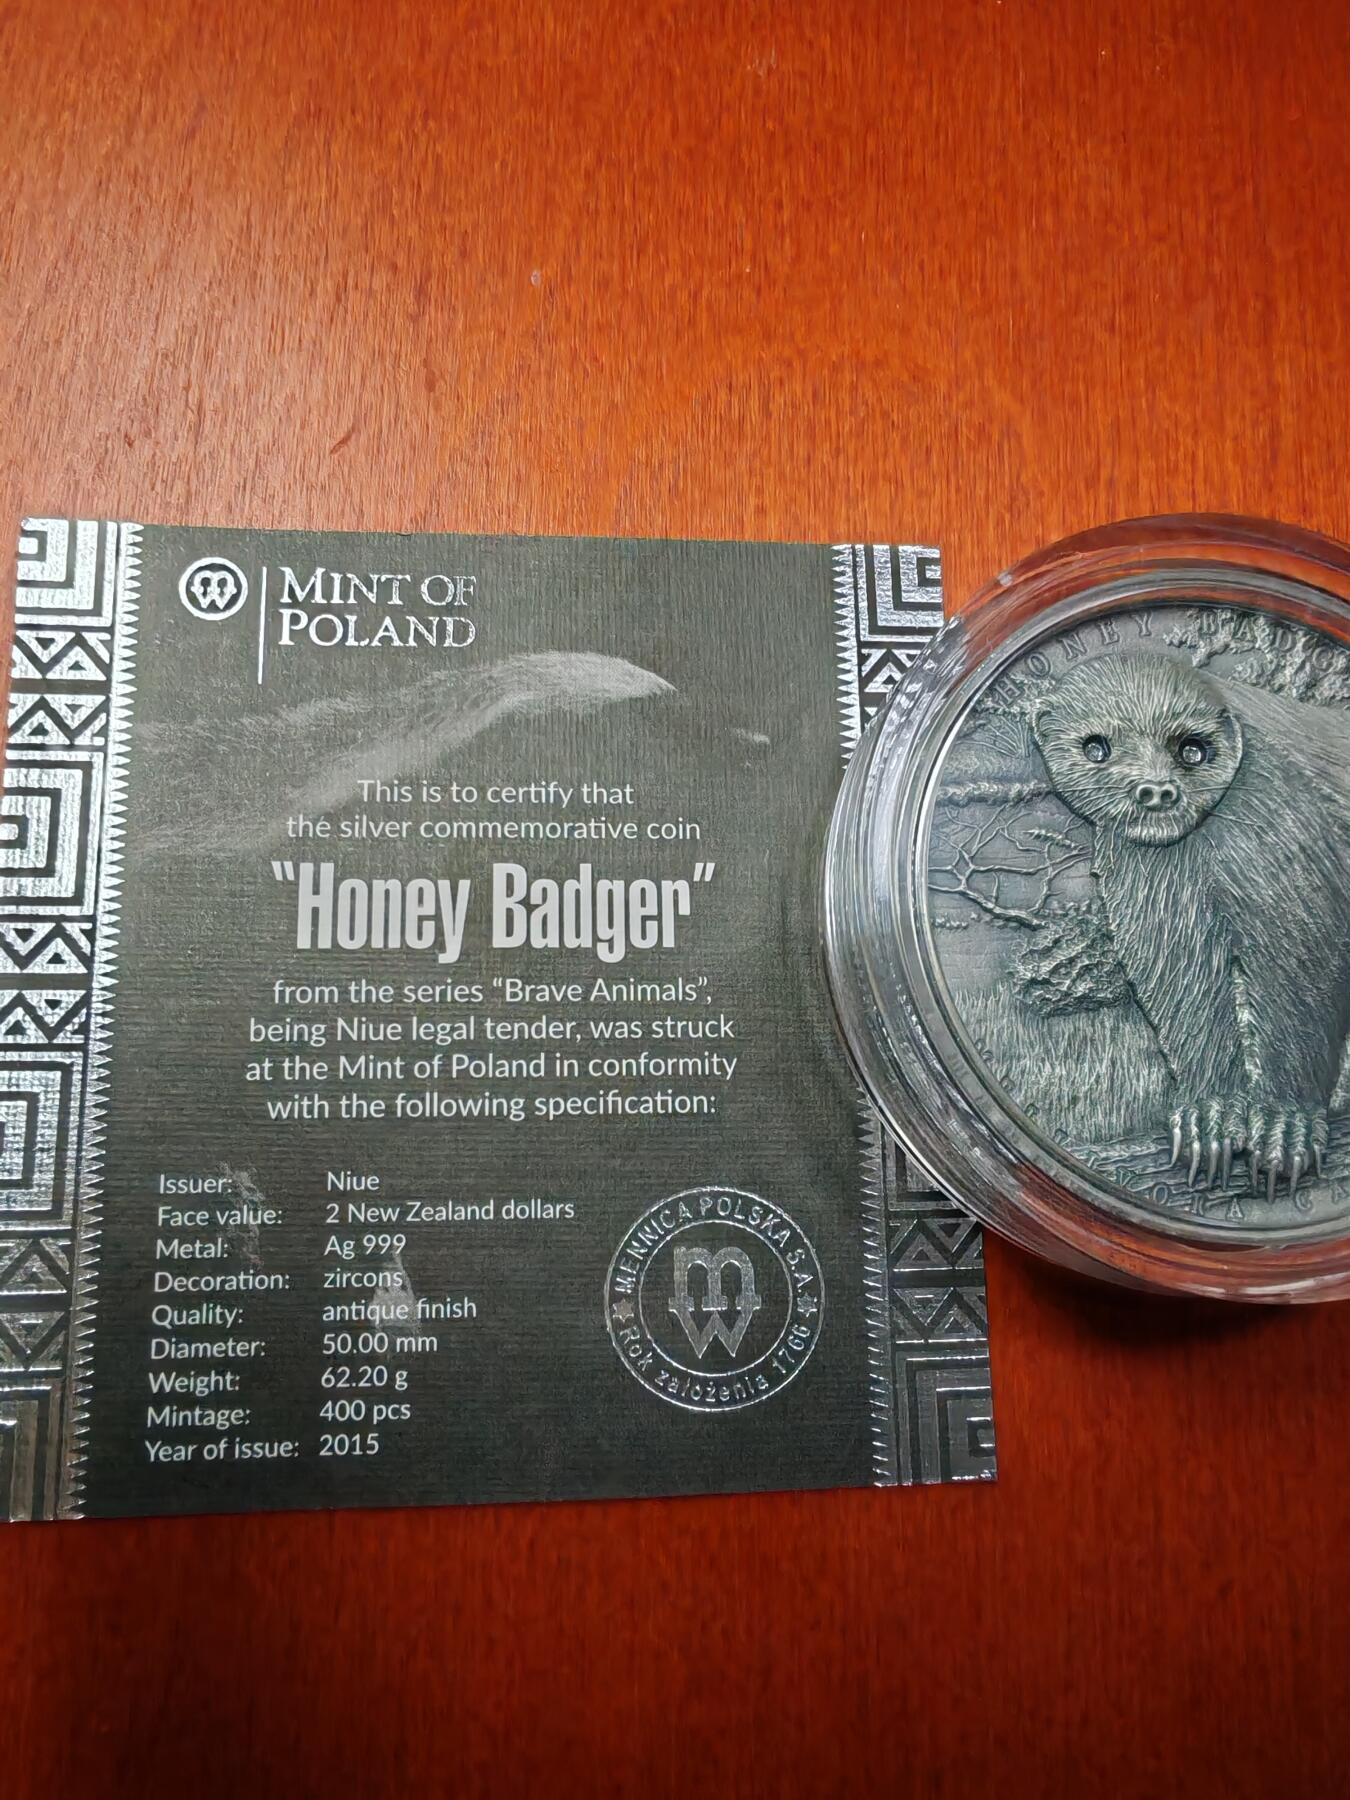 MINT OF
POLAND
This is to certify that
the silver commemorative coin
"Honey Badger"
from the series “Brave Animals”,
being Niue legal tender, was struck
at the Mint of Poland in conformity
with the following specification:
Issuer: Niue
Face value: 2 New Zealand dollars
Metal: Ag 999
Decoration: zircons
Quality: antique finish
Diameter: 50.00 mm
Weight: 62.20 g
Mintage: 400 pcs
Year of issue: 2015
MENNICA POLSKA S.A.
Rok założenia 1766
HONEY BADG